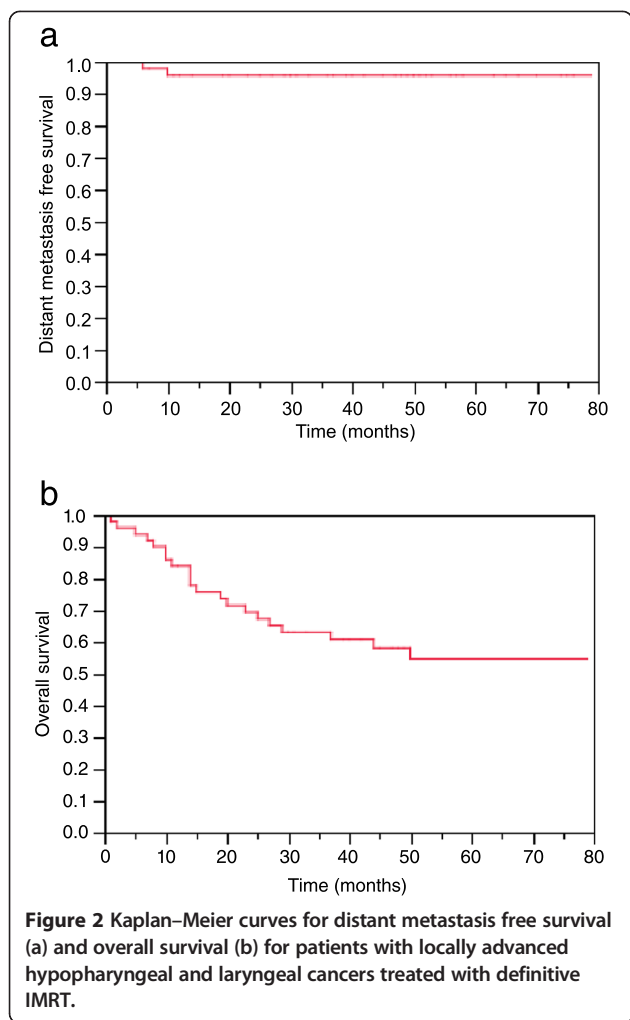 a
Distant metastasis free survival
1.0
0.9
0.8
0.7
0.6
0.5
0.4
0.3
0.2
0.1
0.0
0 10 20 30 40 50 60 70 80
Time (months)
b
Overall survival
1.0
0.9
0.8
0.7
0.6
0.5
0.4
0.3
0.2
0.1
0.0
0 10 20 30 40 50 60 70 80
Time (months)
Figure 2 Kaplan–Meier curves for distant metastasis free survival
(a) and overall survival (b) for patients with locally advanced
hypopharyngeal and laryngeal cancers treated with definitive
IMRT.